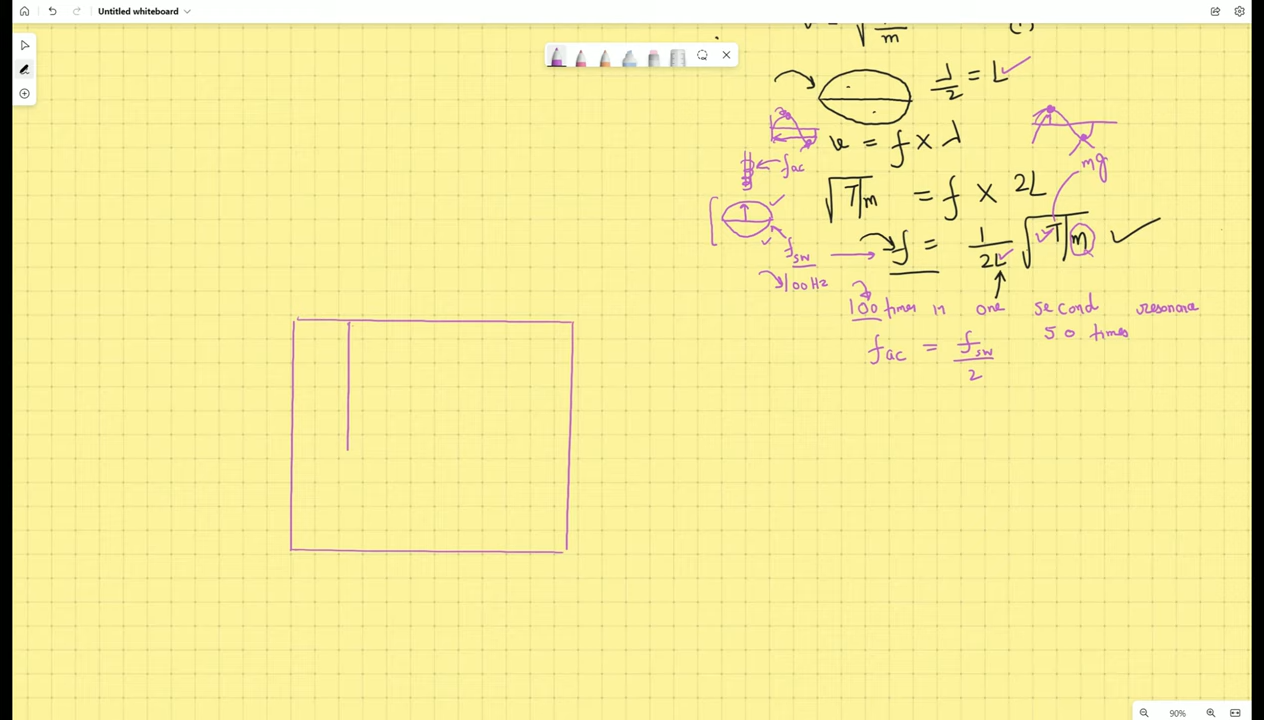 Untitled whiteboard
m
λ/2 = L
v = f x λ
fac
√T/m = f x 2L
mg
f = 1/2L √T/m
fsw
100Hz
100 times in one second resonance
50 times
fac = fsw/2
90%